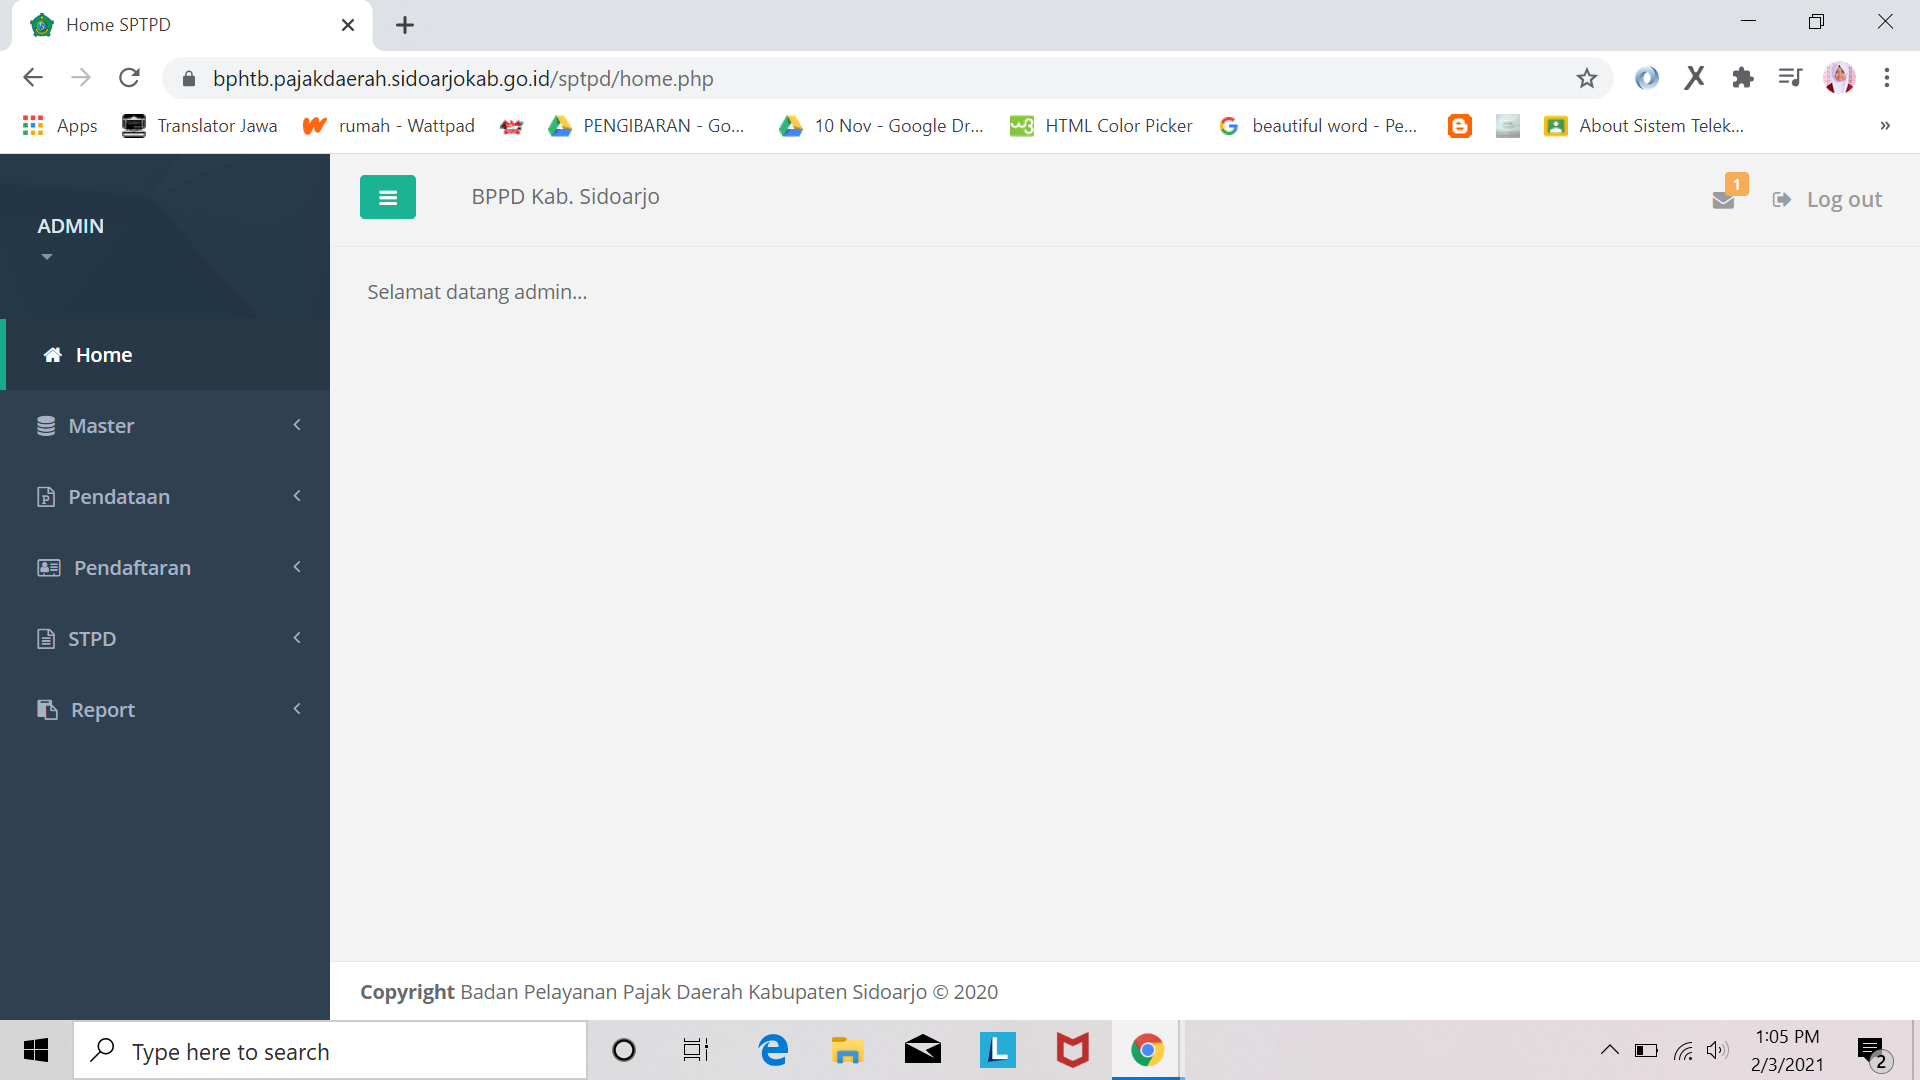 Home SPTPD
bphtb.pajakdaerah.sidoarjokab.go.id/sptpd/home.php
Apps Translator Jawa rumah - Wattpad PENGIBARAN - Go... 10 Nov - Google Dr... HTML Color Picker beautiful word - Pe... About Sistem Telek... »
ADMIN
BPPD Kab. Sidoarjo
1
Log out
Selamat datang admin...
Home
Master
Pendataan
Pendaftaran
STPD
Report
Copyright Badan Pelayanan Pajak Daerah Kabupaten Sidoarjo © 2020
Type here to search
1:05 PM
2/3/2021
2